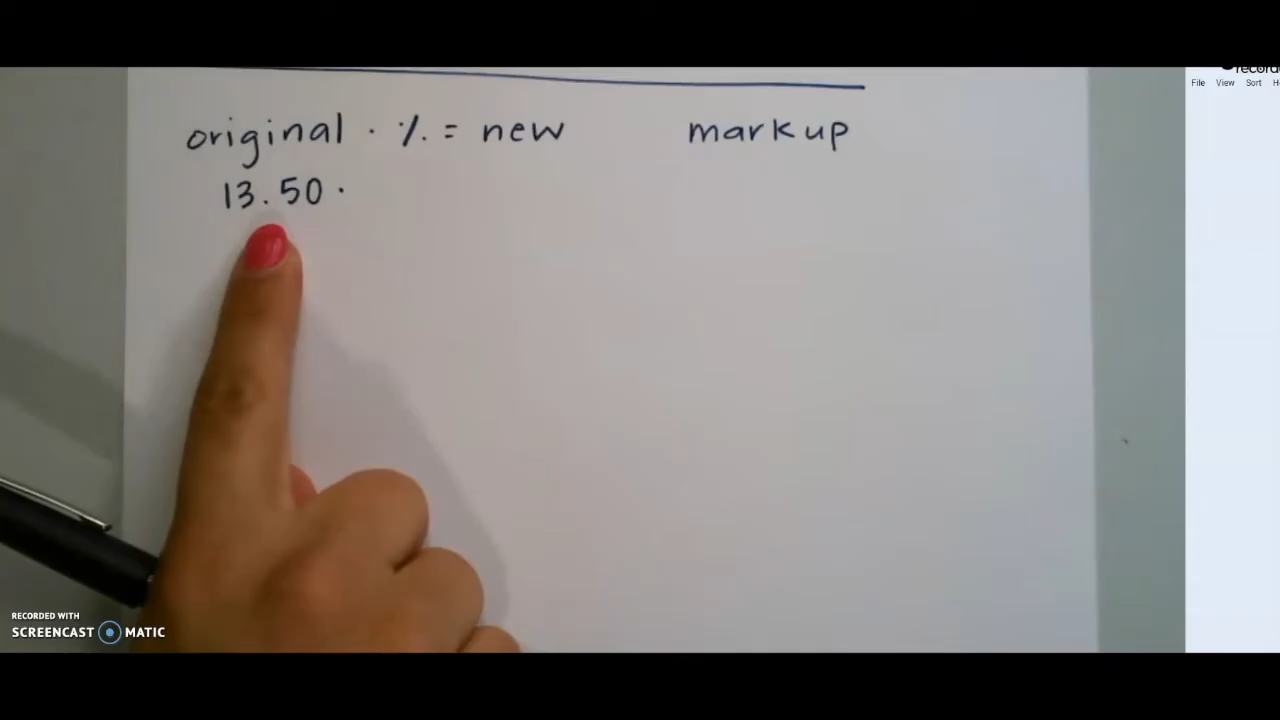 original · % = new markup
13.50 ·
File View Sort
RECORDED WITH
SCREENCAST MATIC